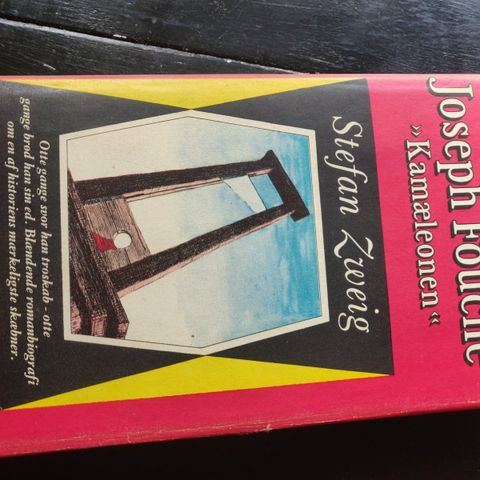 Joseph Fouché
»Kamæleonen«
Stefan Zweig
Otte gange svor han troskab - otte
gange brød han sin ed. Blændende romanbiografi
om en af historiens mærkeligste skæbner.